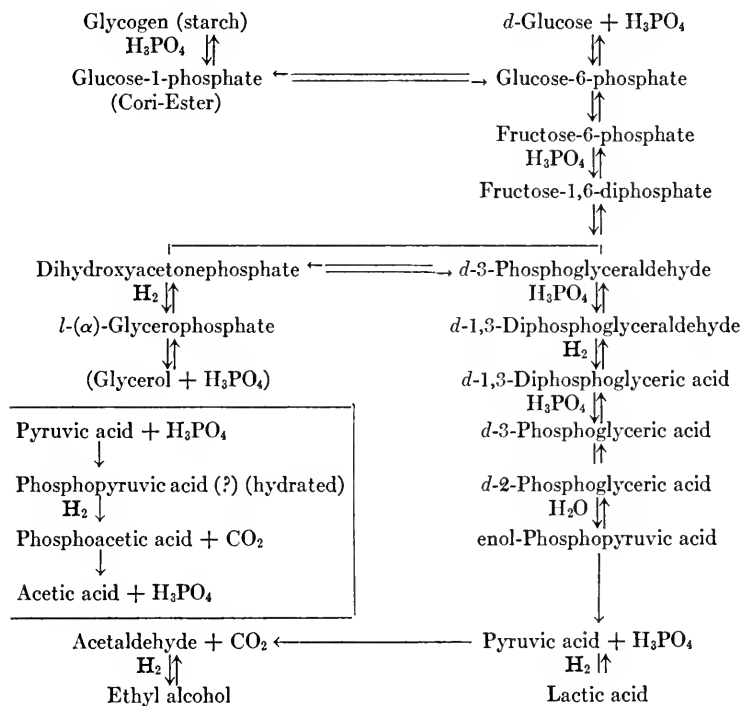 Glycogen (starch)
H₃PO₄
Glucose-1-phosphate
(Cori-Ester)
d-Glucose + H₃PO₄
Glucose-6-phosphate
Fructose-6-phosphate
H₃PO₄
Fructose-1,6-diphosphate
Dihydroxyacetonephosphate
H₂
l-(α)-Glycerophosphate
(Glycerol + H₃PO₄)
d-3-Phosphoglyceraldehyde
H₃PO₄
d-1,3-Diphosphoglyceraldehyde
H₂
d-1,3-Diphosphoglyceric acid
H₃PO₄
d-3-Phosphoglyceric acid
d-2-Phosphoglyceric acid
H₂O
enol-Phosphopyruvic acid
Pyruvic acid + H₃PO₄
Phosphopyruvic acid (?) (hydrated)
H₂
Phosphoacetic acid + CO₂
Acetic acid + H₃PO₄
Acetaldehyde + CO₂
H₂
Ethyl alcohol
Pyruvic acid + H₃PO₄
H₂
Lactic acid